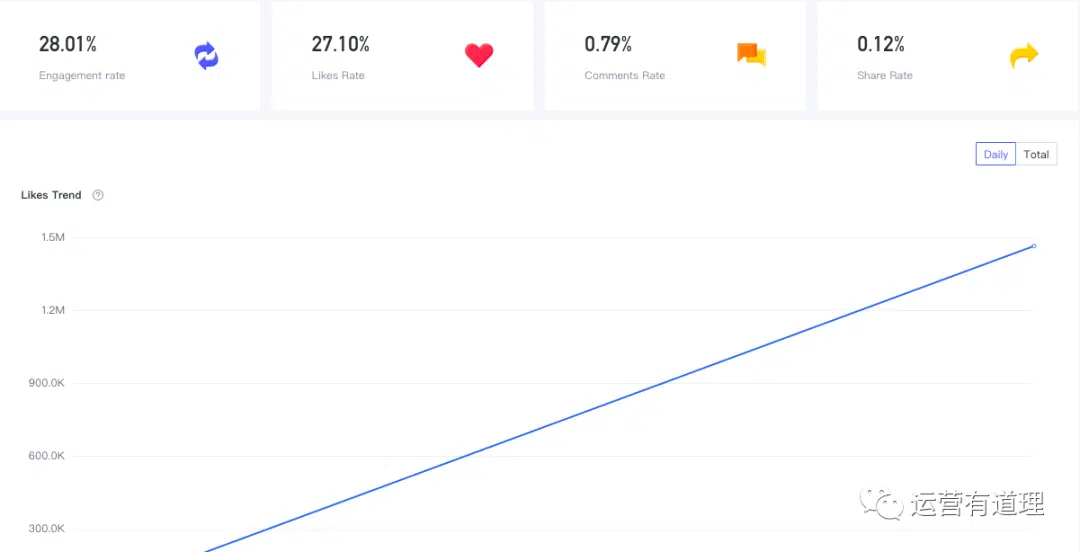 28.01%
Engagement rate
27.10%
Likes Rate
0.79%
Comments Rate
0.12%
Share Rate
Daily Total
Likes Trend ?
1.5M
1.2M
900.0K
600.0K
300.0K
运营有道理